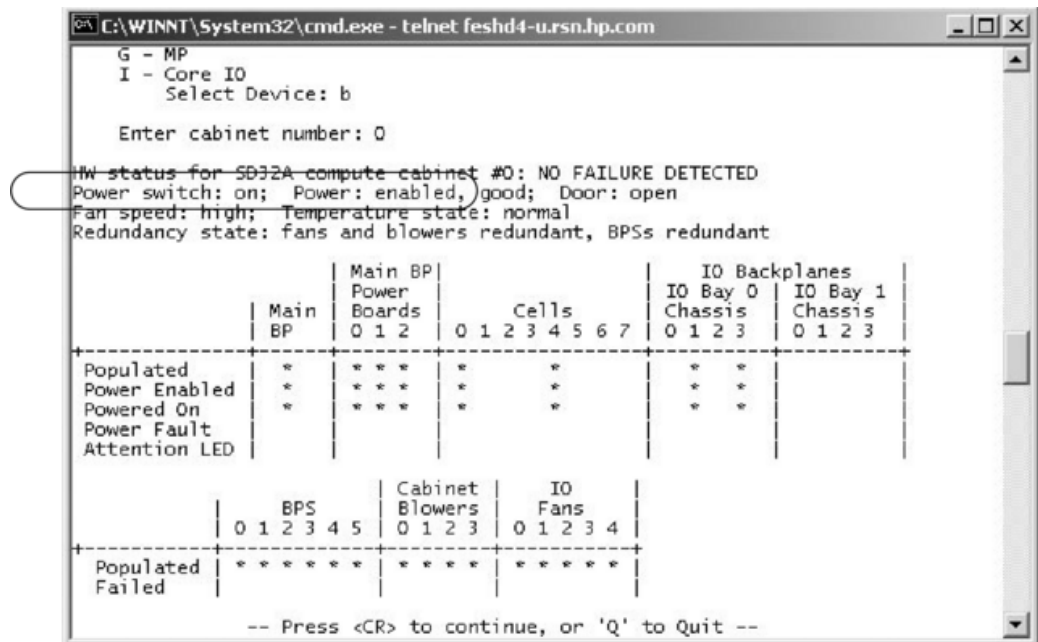 C:\WINNT\System32\cmd.exe - telnet feshd4-u.rsn.hp.com
G - MP
I - Core IO
Select Device: b
Enter cabinet number: 0
HW status for SD32A compute cabinet #0: NO FAILURE DETECTED
Power switch: on; Power: enabled, good; Door: open
Fan speed: high; Temperature state: normal
Redundancy state: fans and blowers redundant, BPSs redundant
| Main BP| | IO Backplanes |
| Power | | IO Bay 0 | IO Bay 1 |
| Main | Boards | Cells | Chassis | Chassis |
| BP | 0 1 2 | 0 1 2 3 4 5 6 7 | 0 1 2 3 | 0 1 2 3 |
+-----------+------+--------+-----------------+----------+----------+
Populated | * | * * * | * * | * * | |
Power Enabled | * | * * * | * * | * * | |
Powered On | * | * * * | * * | * * | |
Power Fault | | | | | |
Attention LED | | | | | |
| Cabinet | IO |
| BPS | Blowers | Fans |
| 0 1 2 3 4 5 | 0 1 2 3 | 0 1 2 3 4 |
+-----------+-------------+---------+-----------+
Populated | * * * * * * | * * * * | * * * * * |
Failed | | | |
-- Press <CR> to continue, or 'Q' to Quit --